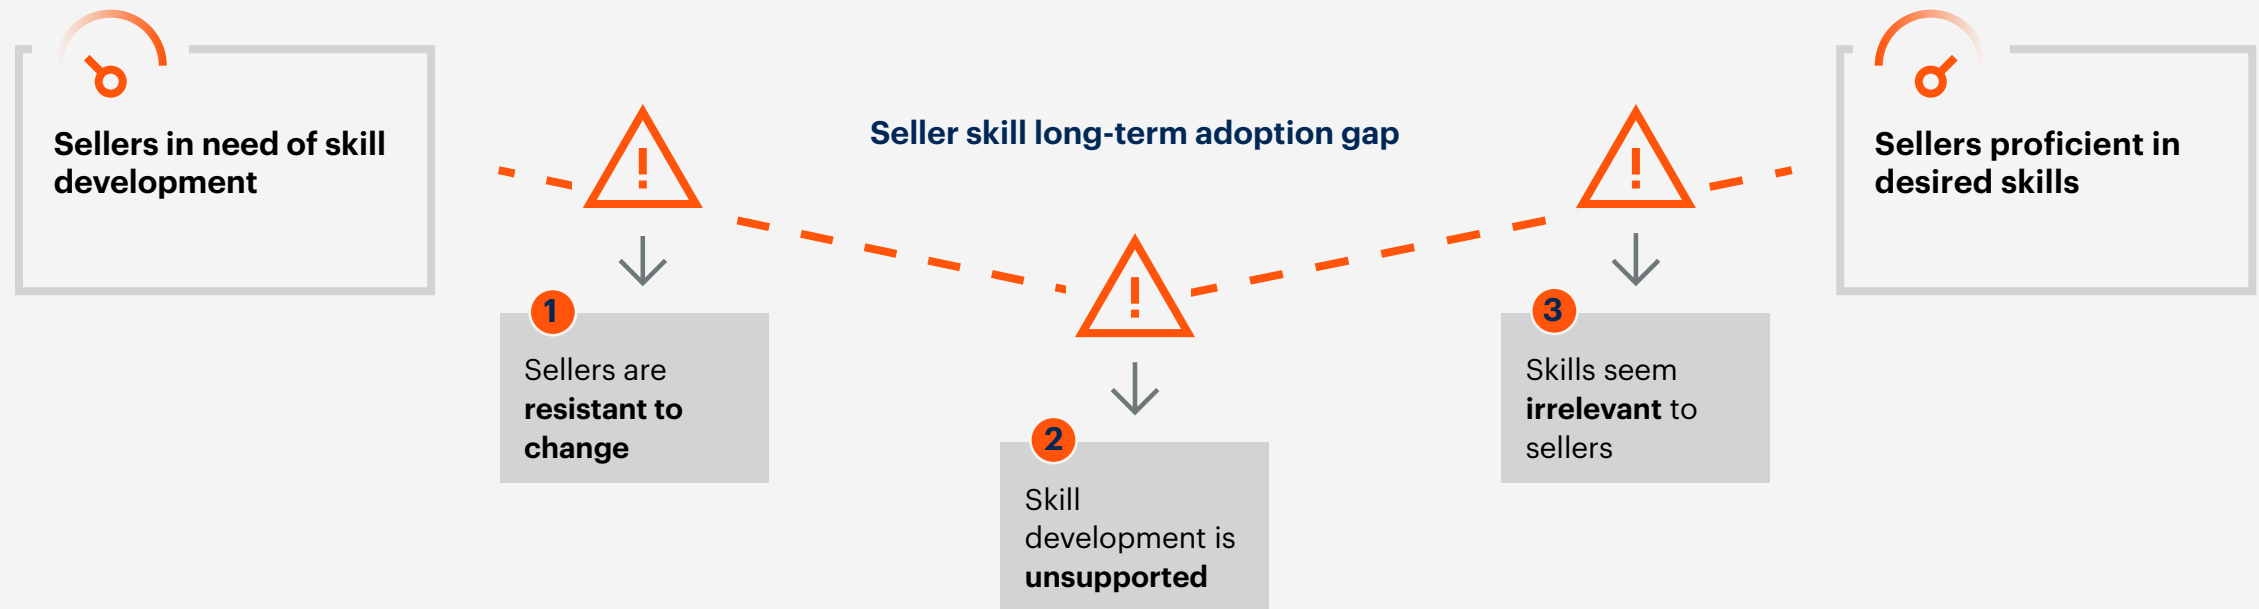 Sellers in need of skill
development
Seller skill long-term adoption gap
Sellers proficient in
desired skills
1
Sellers are
resistant to
change
2
Skill
development is
unsupported
3
Skills seem
irrelevant to
sellers